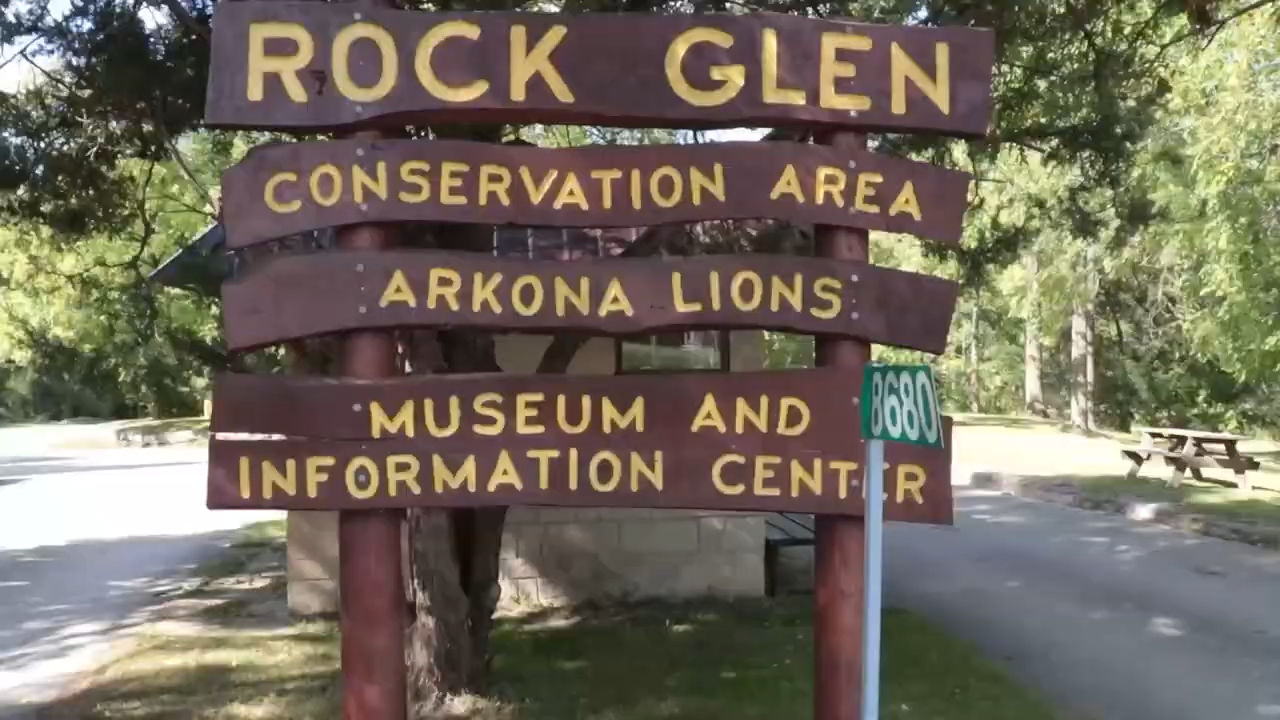 ROCK GLEN
CONSERVATION AREA
ARKONA LIONS
MUSEUM AND
INFORMATION CENTER
8680